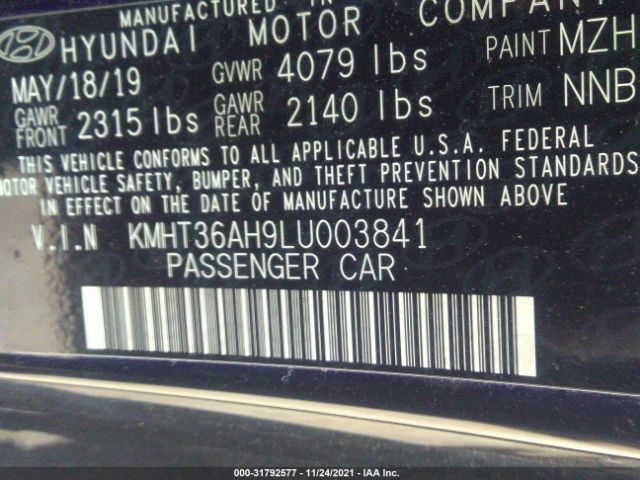 MANUFACTURED IN
HYUNDAI MOTOR COMPANY
MAY/18/19 GVWR 4079 lbs PAINT MZH
GAWR FRONT 2315 lbs GAWR REAR 2140 lbs TRIM NNB
THIS VEHICLE CONFORMS TO ALL APPLICABLE U.S.A. FEDERAL
MOTOR VEHICLE SAFETY, BUMPER, AND THEFT PREVENTION STANDARDS
IN EFFECT ON THE DATE OF MANUFACTURE SHOWN ABOVE
V.I.N KMHT36AH9LU003841
PASSENGER CAR
000-31792577 - 11/24/2021 - IAA Inc.